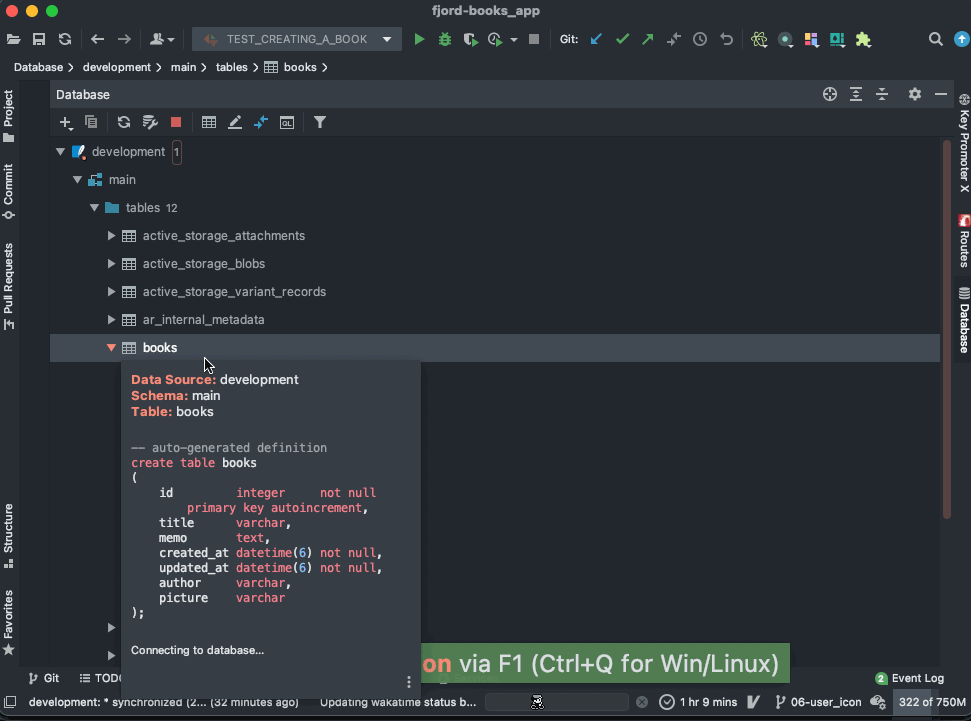 fjord-books_app
TEST_CREATING_A_BOOK
Git:
Database > development > main > tables > books >
Database
Project
Commit
Pull Requests
Structure
Favorites
Key Promoter X
Routes
Database
development 1
main
tables 12
active_storage_attachments
active_storage_blobs
active_storage_variant_records
ar_internal_metadata
books
Data Source: development
Schema: main
Table: books
-- auto-generated definition
create table books
(
id integer not null
primary key autoincrement,
title varchar,
memo text,
created_at datetime(6) not null,
updated_at datetime(6) not null,
author varchar,
picture varchar
);
Connecting to database...
on via F1 (Ctrl+Q for Win/Linux)
Git
TODO
2 Event Log
development: * synchronized (2... (32 minutes ago)
Updating wakatime status b...
1 hr 9 mins
06-user_icon
322 of 750M